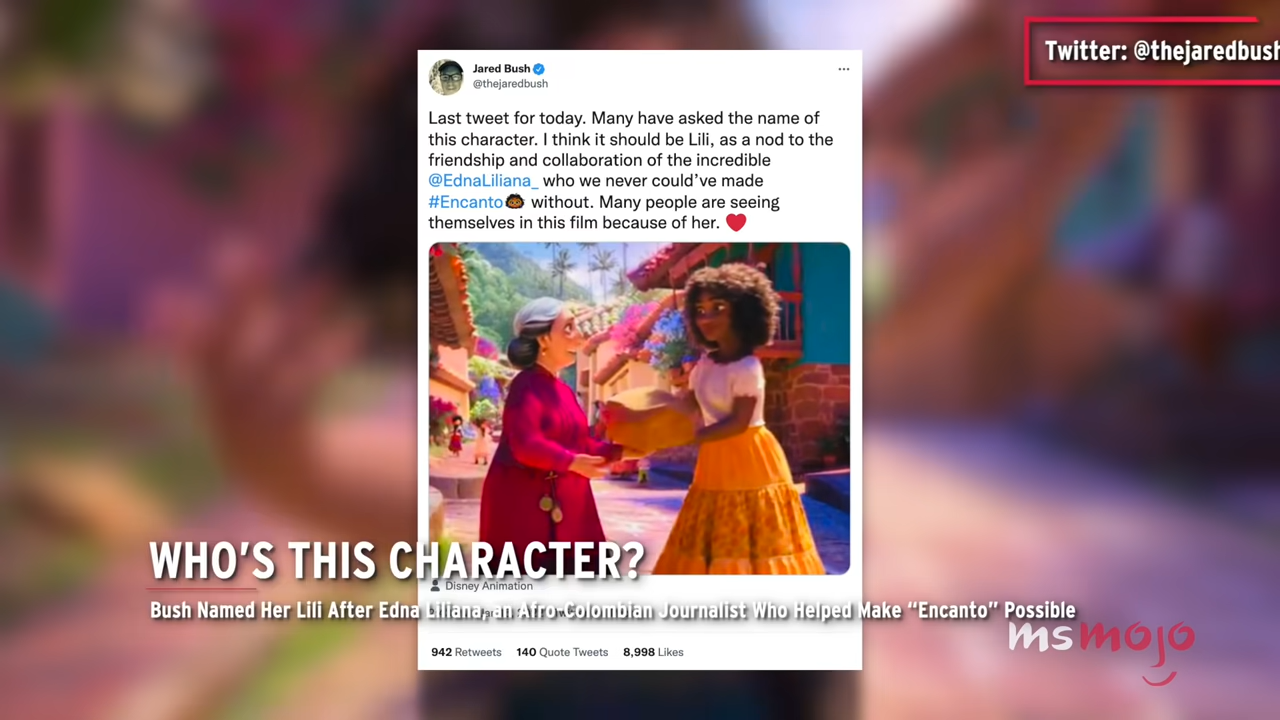 Twitter: @thejaredbush
Jared Bush
@thejaredbush
Last tweet for today. Many have asked the name of
this character. I think it should be Lili, as a nod to the
friendship and collaboration of the incredible
@EdnaLiliana_ who we never could've made
#Encanto without. Many people are seeing
themselves in this film because of her.
WHO'S THIS CHARACTER?
Disney Animation
Bush Named Her Lili After Edna Liliana, an Afro-Colombian Journalist Who Helped Make "Encanto" Possible
msmojo
942 Retweets 140 Quote Tweets 8,998 Likes